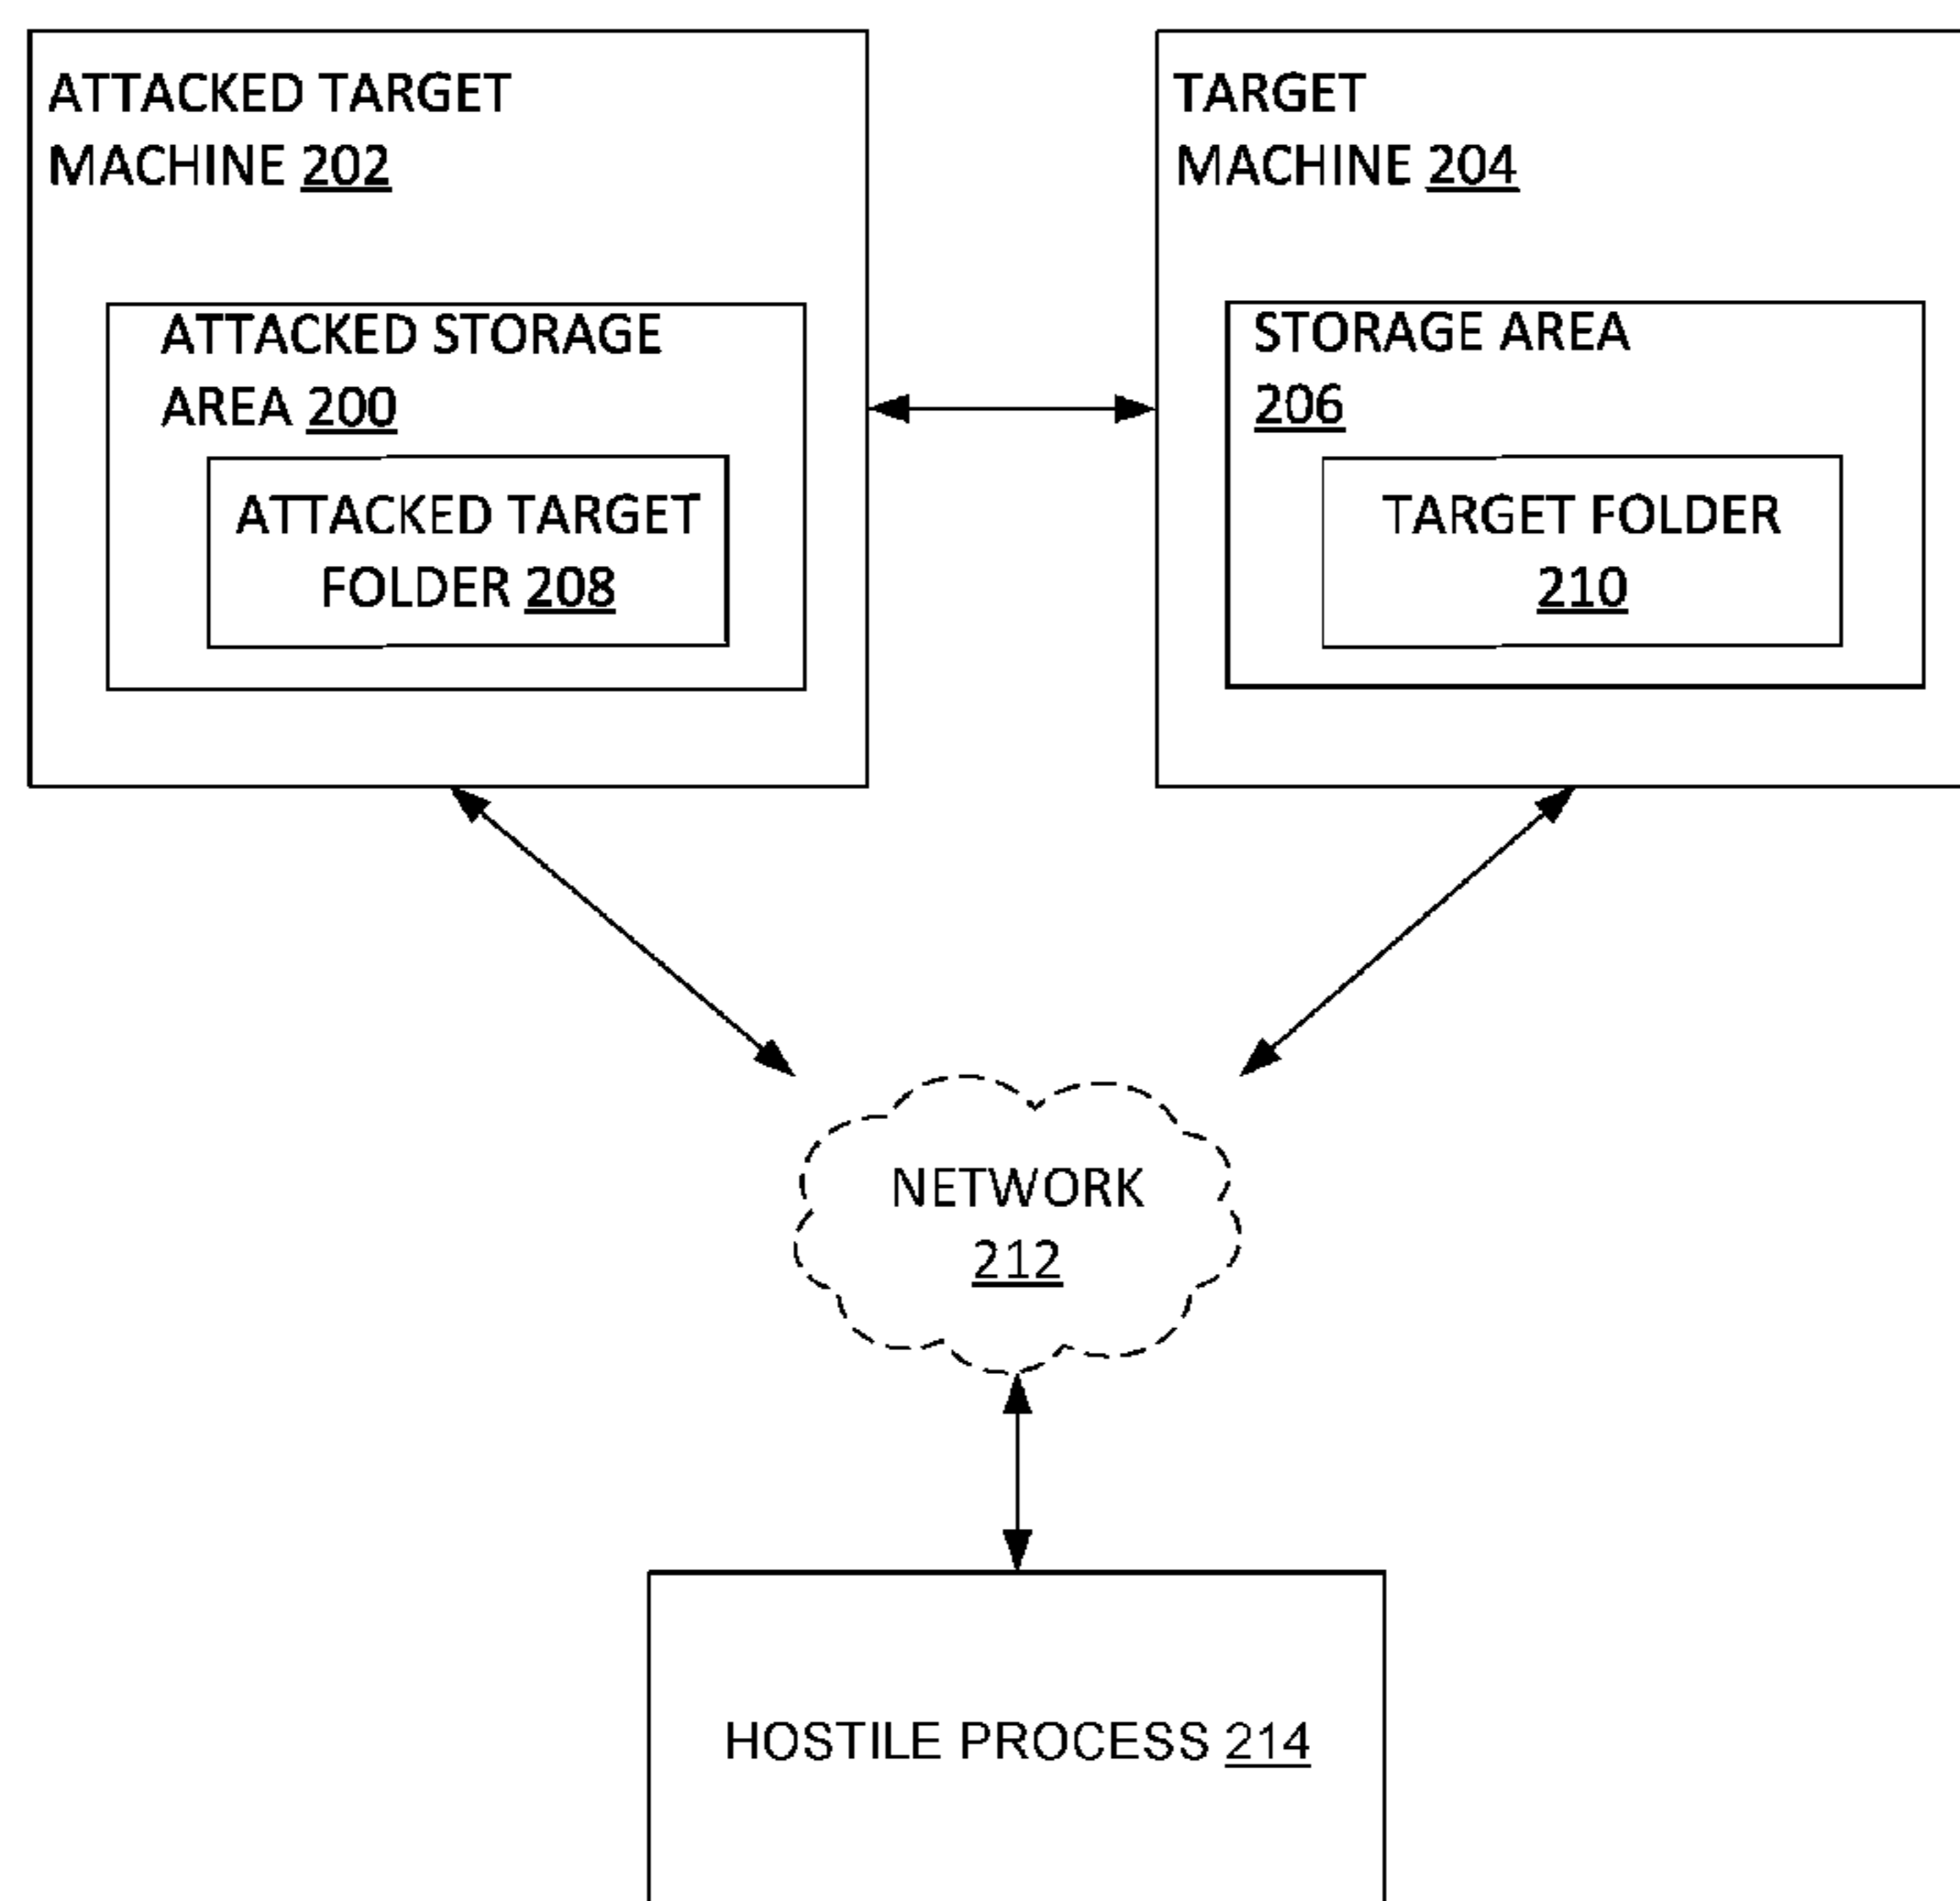 ATTACKED TARGET
MACHINE 202
ATTACKED STORAGE
AREA 200
ATTACKED TARGET
FOLDER 208
TARGET
MACHINE 204
STORAGE AREA
206
TARGET FOLDER
210
NETWORK
212
HOSTILE PROCESS 214